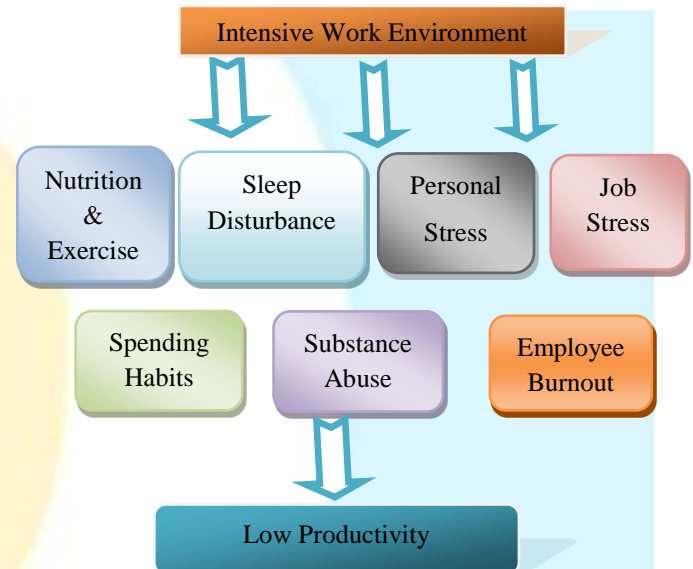 Intensive Work Environment
Nutrition
&
Exercise
Sleep
Disturbance
Personal
Stress
Job
Stress
Spending
Habits
Substance
Abuse
Employee
Burnout
Low Productivity